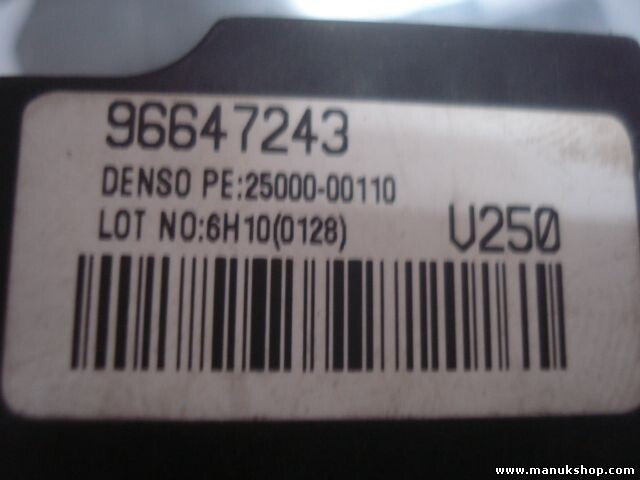 96647243
DENSO PE:25000-00110
LOT NO:6H10(0128)
V250
www.manukshop.com